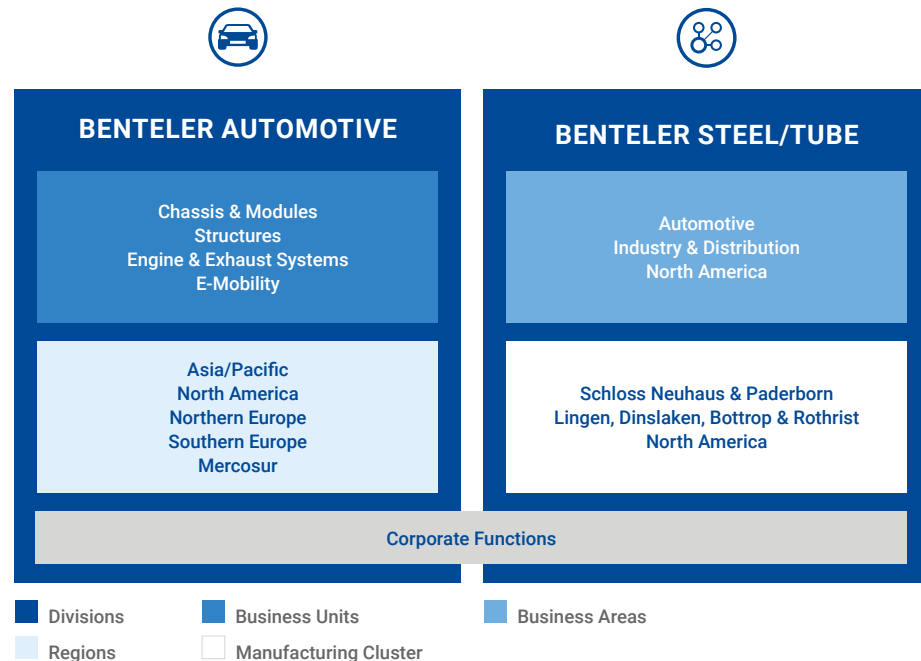 BENTELER AUTOMOTIVE
Chassis & Modules
Structures
Engine & Exhaust Systems
E-Mobility
Asia/Pacific
North America
Northern Europe
Southern Europe
Mercosur
BENTELER STEEL/TUBE
Automotive
Industry & Distribution
North America
Schloss Neuhaus & Paderborn
Lingen, Dinslaken, Bottrop & Rothrist
North America
Corporate Functions
Divisions
Business Units
Business Areas
Regions
Manufacturing Cluster